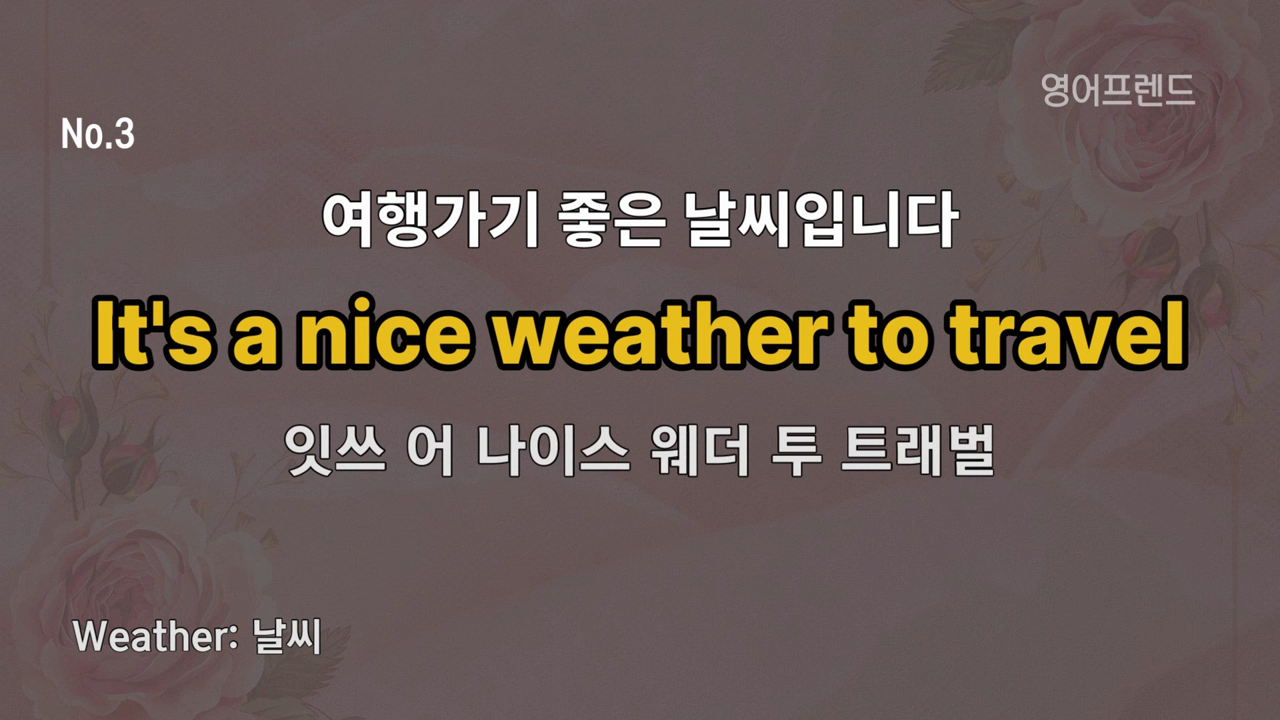 영어프렌드
No.3
여행가기 좋은 날씨입니다
It's a nice weather to travel
잇쓰 어 나이스 웨더 투 트래벌
Weather: 날씨